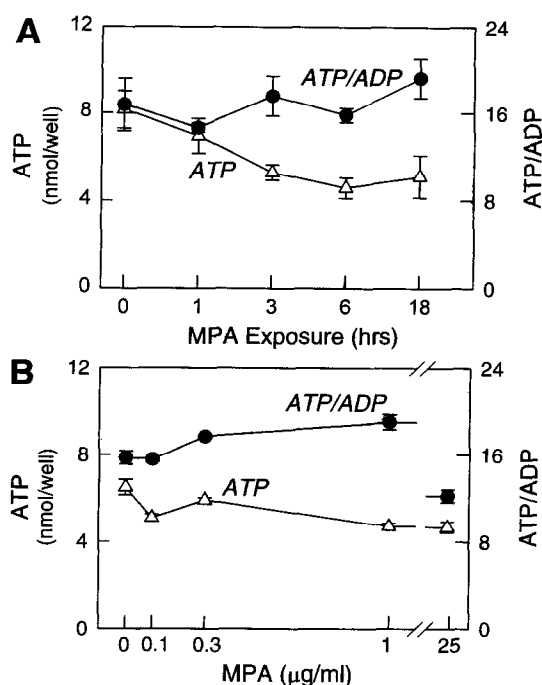 A
12
8
4
0
ATP
(nmol/well)
ATP/ADP
ATP
24
16
8
0
ATP/ADP
0 1 3 6 18
MPA Exposure (hrs)
B
12
8
4
0
ATP
(nmol/well)
ATP/ADP
ATP
24
16
8
0
ATP/ADP
0 0.1 0.3 1 25
MPA (μg/ml)